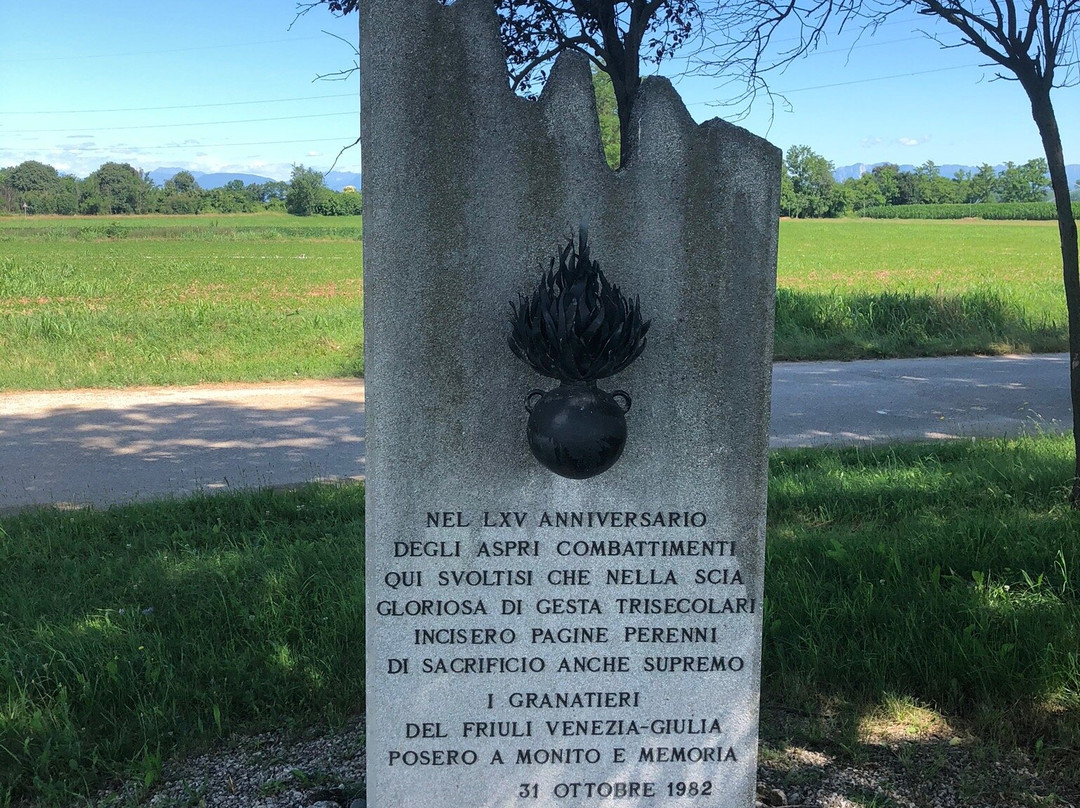 NEL LXV ANNIVERSARIO
DEGLI ASPRI COMBATTIMENTI
QUI SVOLTISI CHE NELLA SCIA
GLORIOSA DI GESTA TRISECOLARI
INCISERO PAGINE PERENNI
DI SACRIFICIO ANCHE SUPREMO
I GRANATIERI
DEL FRIULI VENEZIA-GIULIA
POSERO A MONITO E MEMORIA
31 OTTOBRE 1982